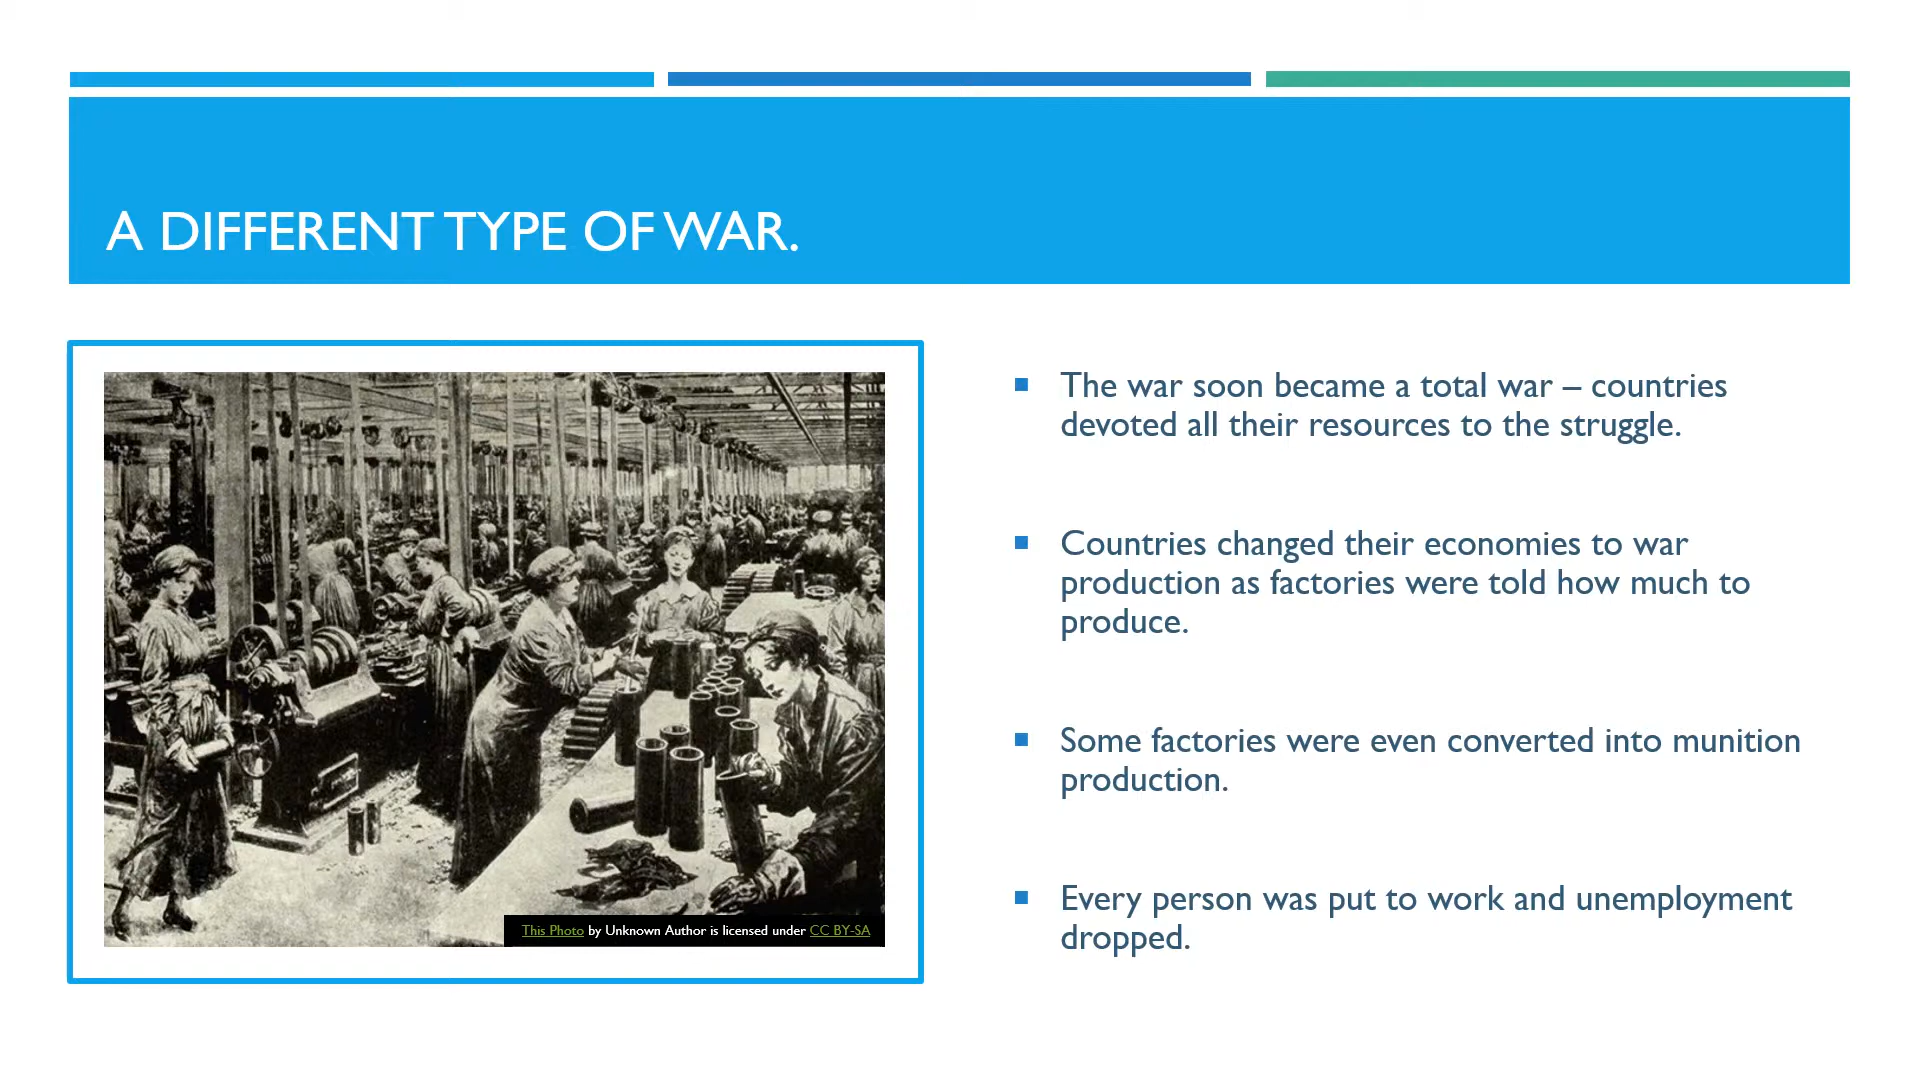 A DIFFERENT TYPE OF WAR.
The war soon became a total war – countries
devoted all their resources to the struggle.
Countries changed their economies to war
production as factories were told how much to
produce.
Some factories were even converted into munition
production.
Every person was put to work and unemployment
dropped.
This Photo by Unknown Author is licensed under CC BY-SA